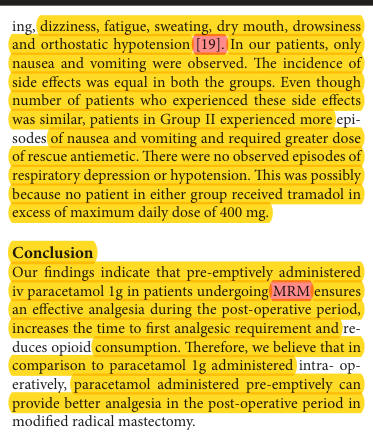 ing, dizziness, fatigue, sweating, dry mouth, drowsiness
and orthostatic hypotension [19]. In our patients, only
nausea and vomiting were observed. The incidence of
side effects was equal in both the groups. Even though
number of patients who experienced these side effects
was similar, patients in Group II experienced more epi-
sodes of nausea and vomiting and required greater dose
of rescue antiemetic. There were no observed episodes of
respiratory depression or hypotension. This was possibly
because no patient in either group received tramadol in
excess of maximum daily dose of 400 mg.
Conclusion
Our findings indicate that pre-emptively administered
iv paracetamol 1g in patients undergoing MRM ensures
an effective analgesia during the post-operative period,
increases the time to first analgesic requirement and re-
duces opioid consumption. Therefore, we believe that in
comparison to paracetamol 1g administered intra- op-
eratively, paracetamol administered pre-emptively can
provide better analgesia in the post-operative period in
modified radical mastectomy.